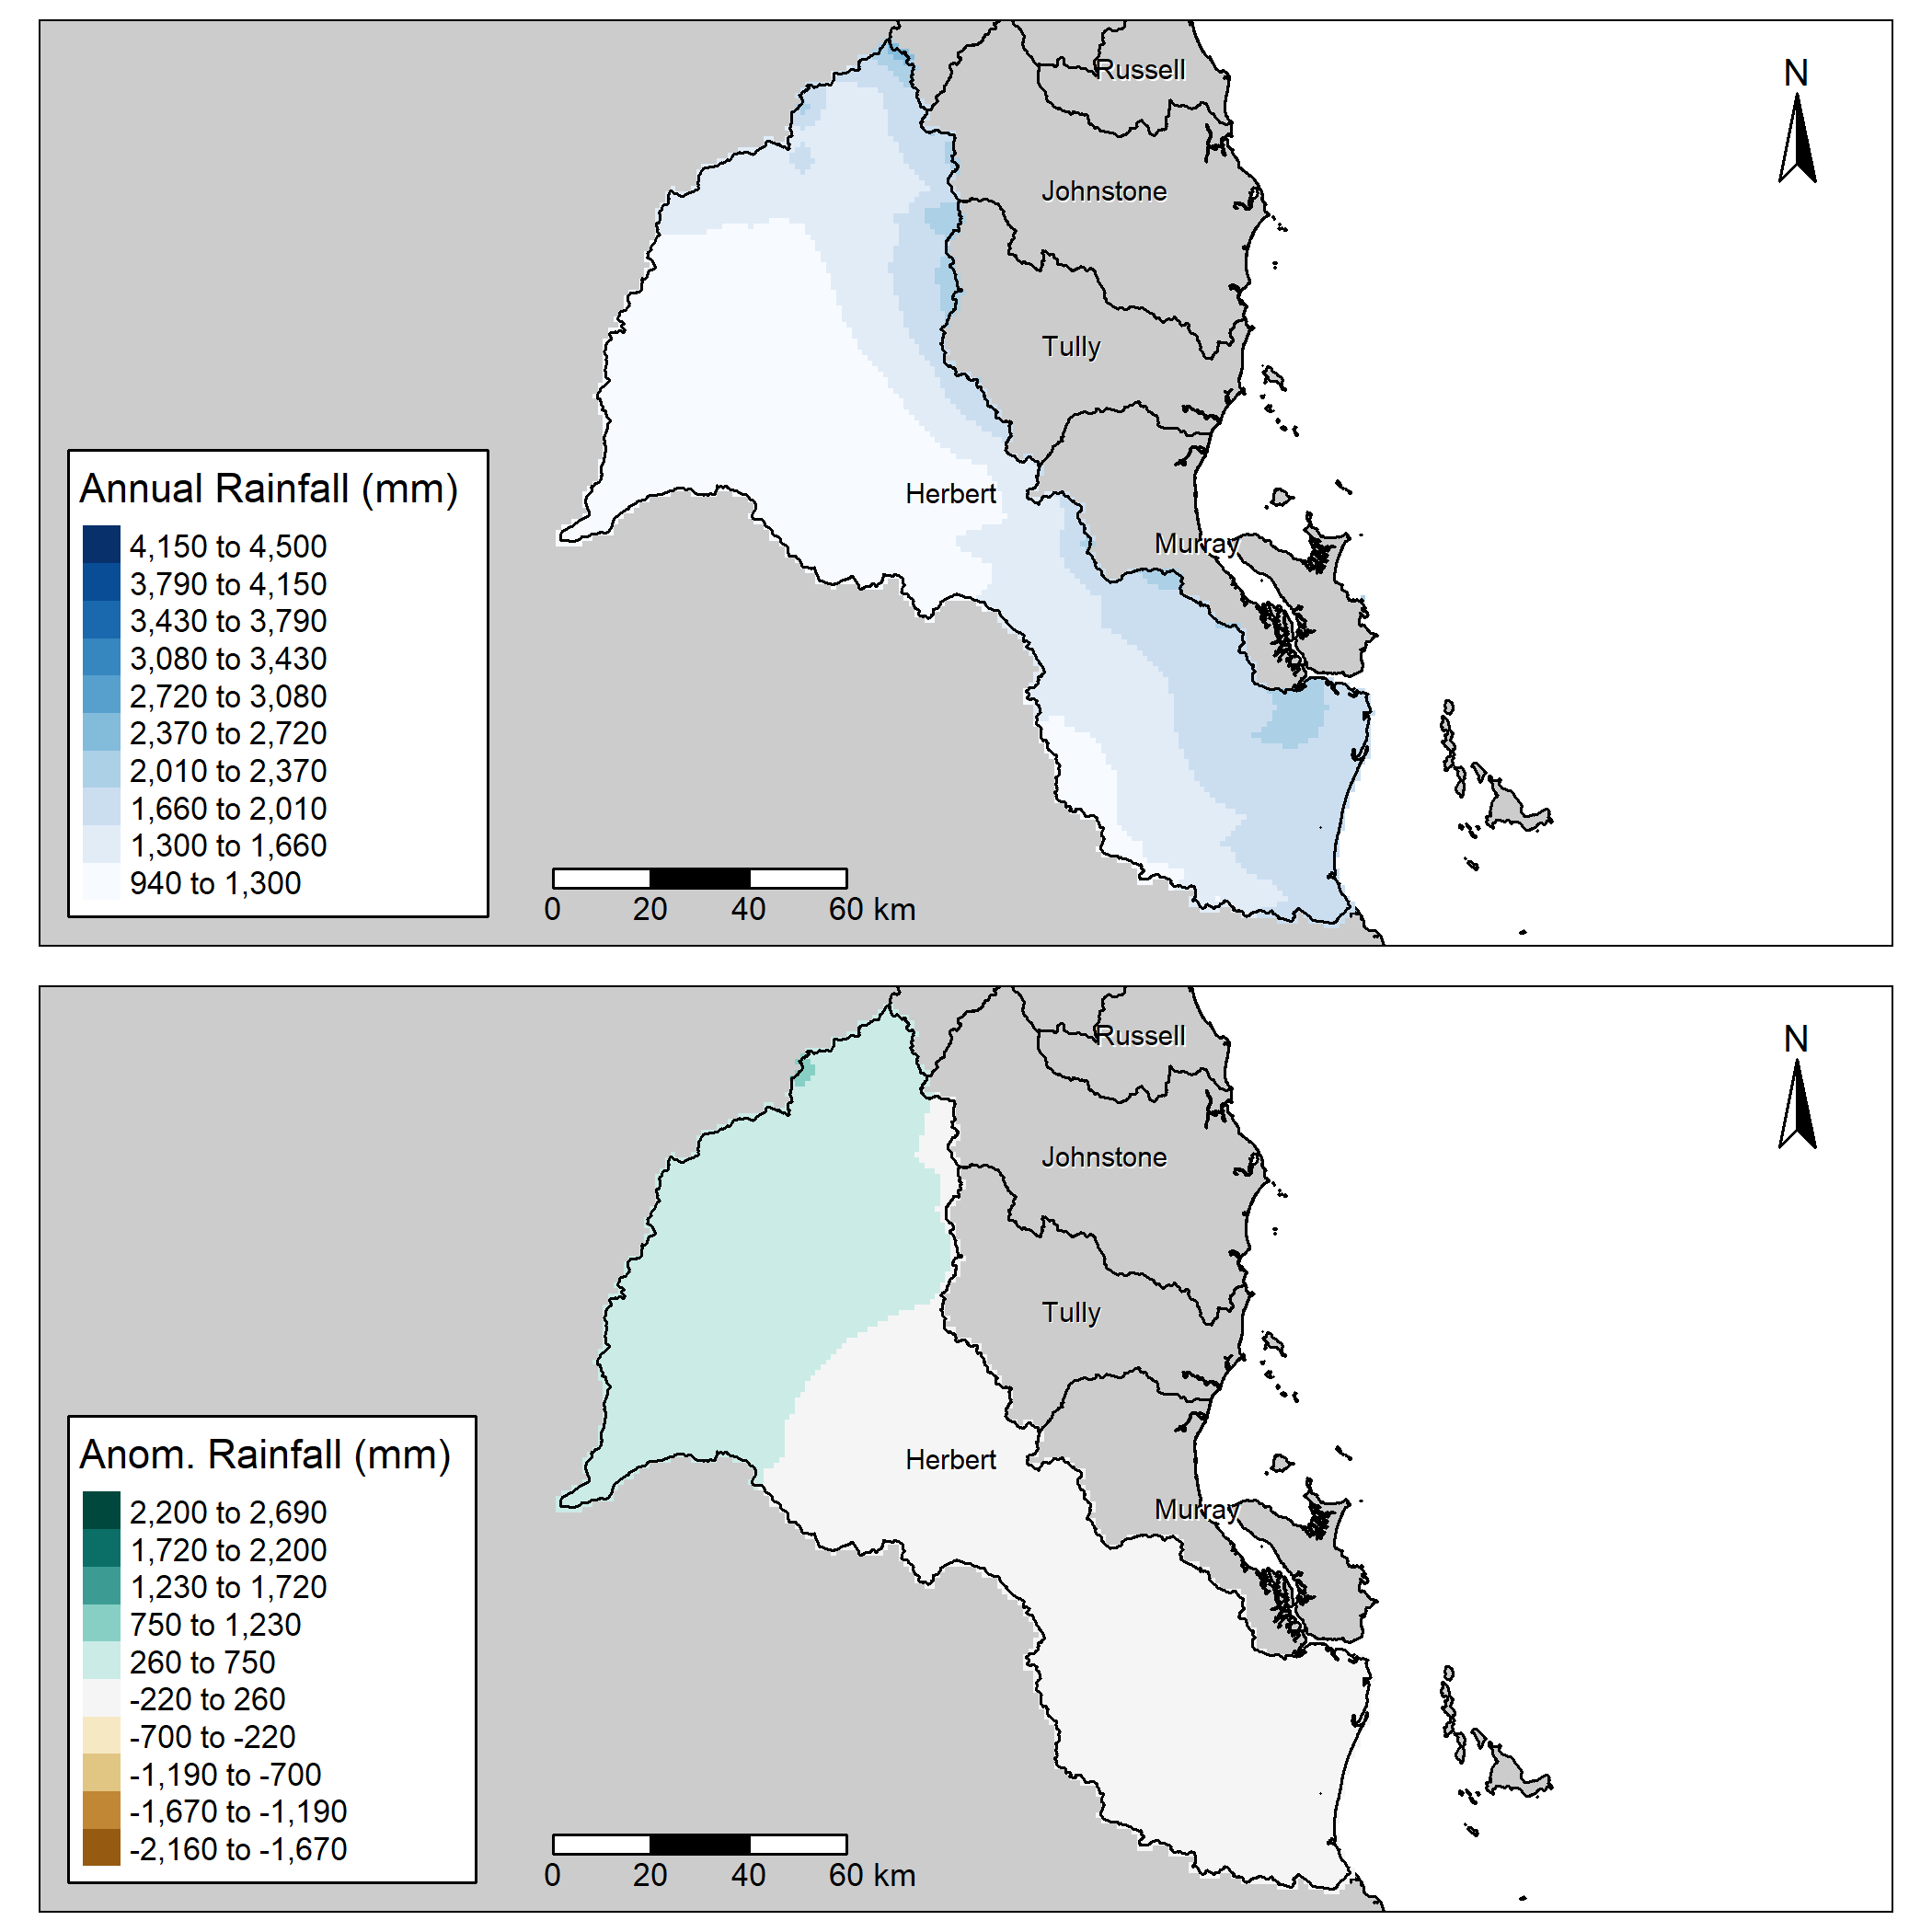 Russell
N
Johnstone
Tully
Herbert
Murray
Annual Rainfall (mm)
4,150 to 4,500
3,790 to 4,150
3,430 to 3,790
3,080 to 3,430
2,720 to 3,080
2,370 to 2,720
2,010 to 2,370
1,660 to 2,010
1,300 to 1,660
940 to 1,300
0 20 40 60 km
Russell
N
Johnstone
Tully
Herbert
Murray
Anom. Rainfall (mm)
2,200 to 2,690
1,720 to 2,200
1,230 to 1,720
750 to 1,230
260 to 750
-220 to 260
-700 to -220
-1,190 to -700
-1,670 to -1,190
-2,160 to -1,670
0 20 40 60 km